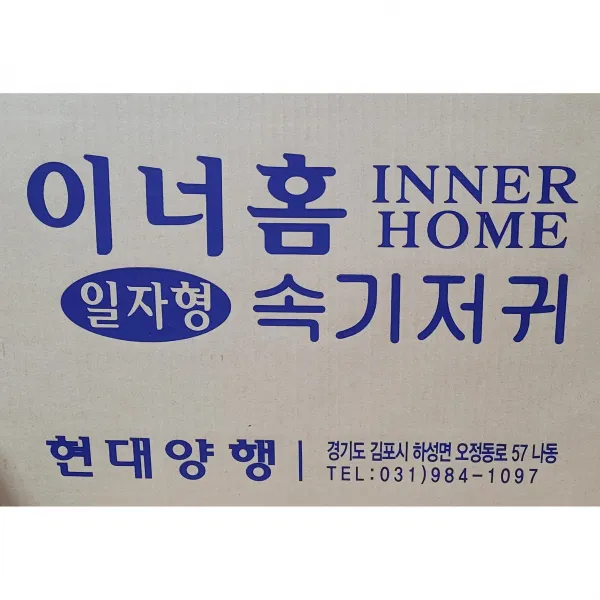 이너홈 INNER HOME
일자형 속기저귀
현대양행 경기도 김포시 하성면 오정동로 57 나동
TEL:031)984-1097